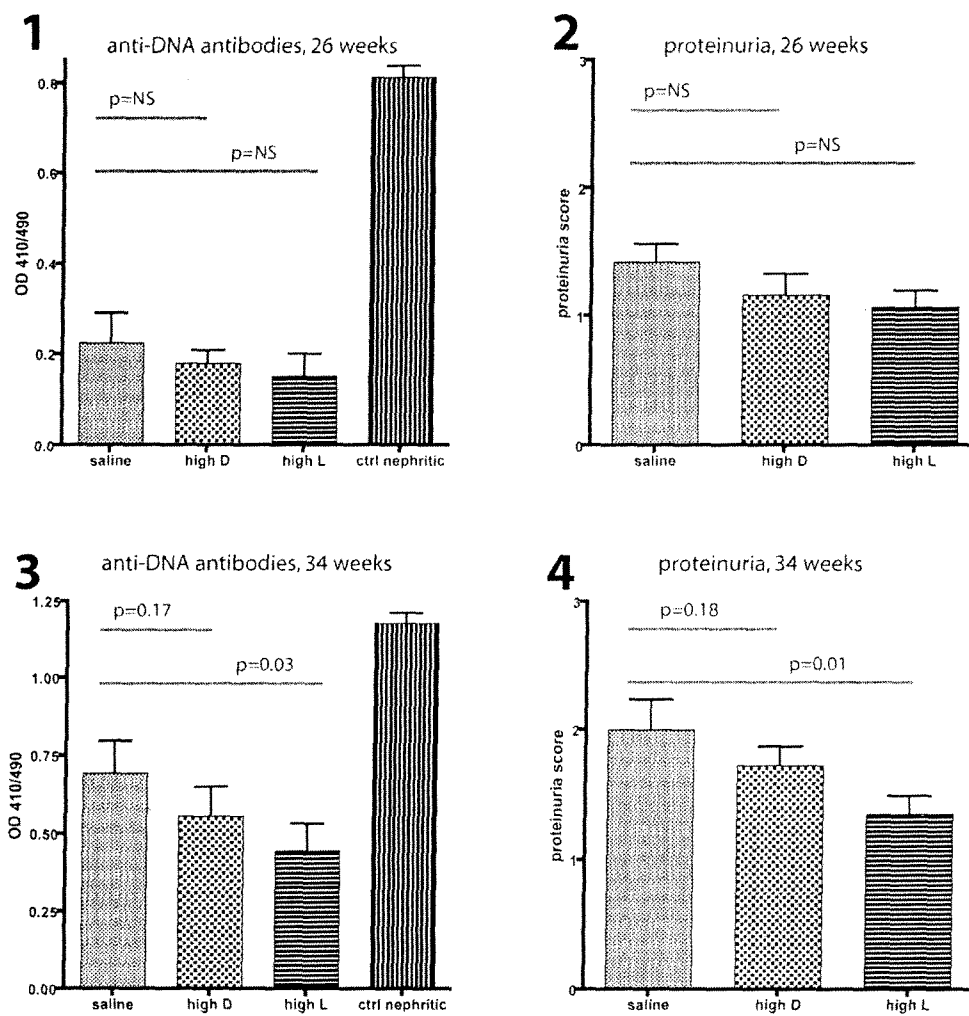 1
anti-DNA antibodies, 26 weeks
OD 410/490
0.8
0.6
0.4
0.2
0.0
p=NS
p=NS
saline high D high L ctrl nephritic
2
proteinuria, 26 weeks
proteinuria score
3
2
1
0
p=NS
p=NS
saline high D high L
3
anti-DNA antibodies, 34 weeks
OD 410/490
1.25
1.00
0.75
0.50
0.25
0.00
p=0.17
p=0.03
saline high D high L ctrl nephritic
4
proteinuria, 34 weeks
proteinuria score
3
2
1
0
p=0.18
p=0.01
saline high D high L